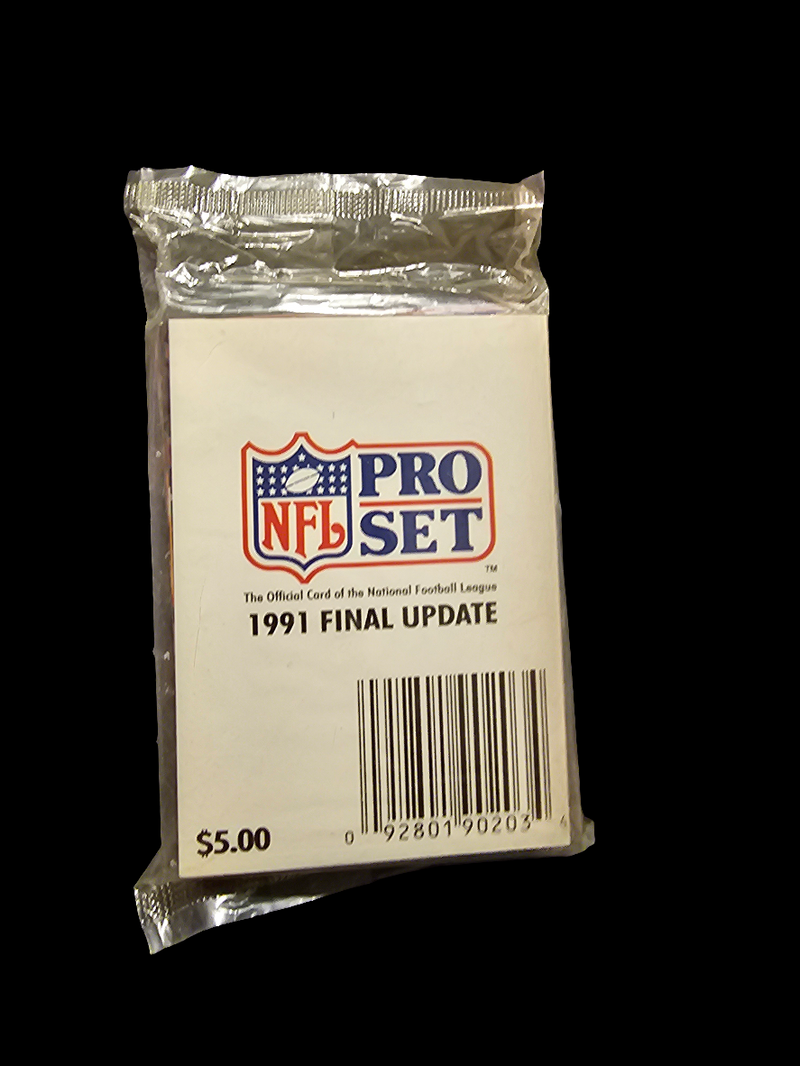 NFL
PRO
SET
TM
The Official Card of the National Football League
1991 FINAL UPDATE
$5.00
0 92801 90203 4